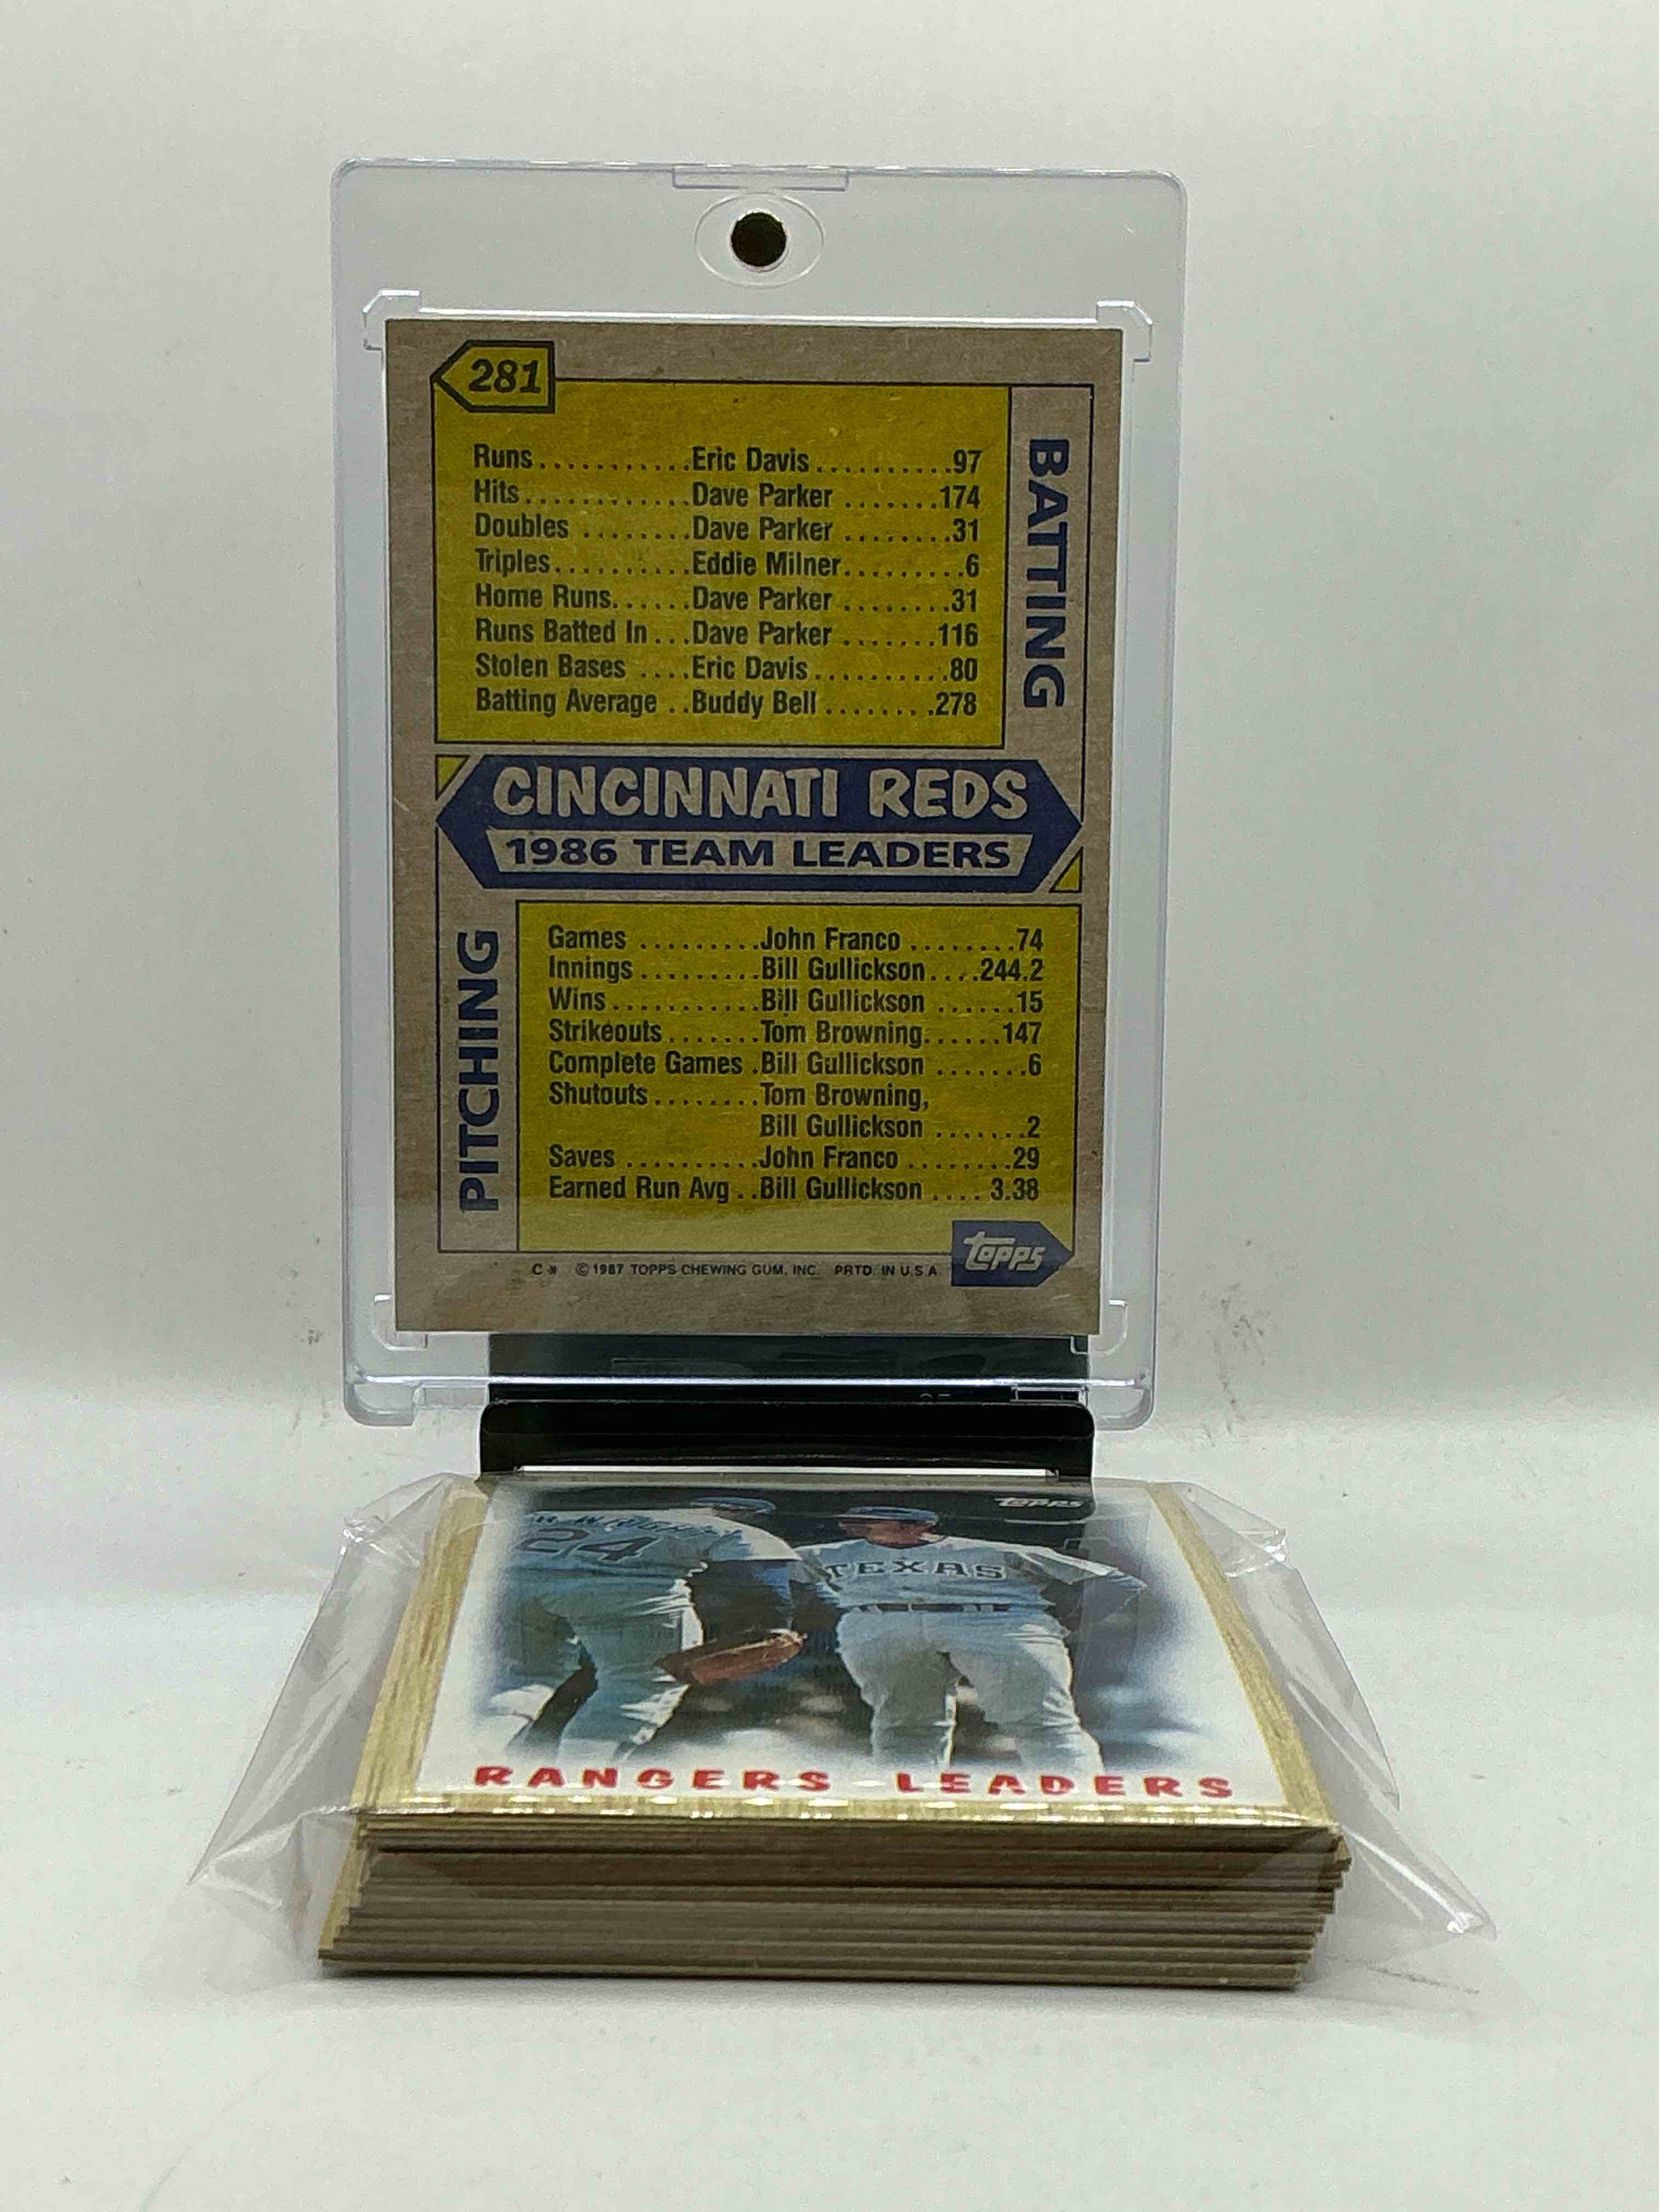 281
BATTING
Runs...........Eric Davis..........97
Hits............Dave Parker .......174
Doubles ........Dave Parker ........31
Triples..........Eddie Milner.........6
Home Runs......Dave Parker ........31
Runs Batted In ...Dave Parker .......116
Stolen Bases ....Eric Davis..........80
Batting Average ..Buddy Bell ........278
CINCINNATI REDS
1986 TEAM LEADERS
PITCHING
Games .........John Franco ........74
Innings.........Bill Gullickson....244.2
Wins...........Bill Gullickson ......15
Strikeouts .......Tom Browning......147
Complete Games .Bill Gullickson .......6
Shutouts........Tom Browning,
Bill Gullickson .......2
Saves ..........John Franco ........29
Earned Run Avg ..Bill Gullickson .... 3.38
topps
C* ©1987 TOPPS CHEWING GUM, INC. PRTD. IN U.S.A.
topps
24
TEXAS
RANGERS LEADERS